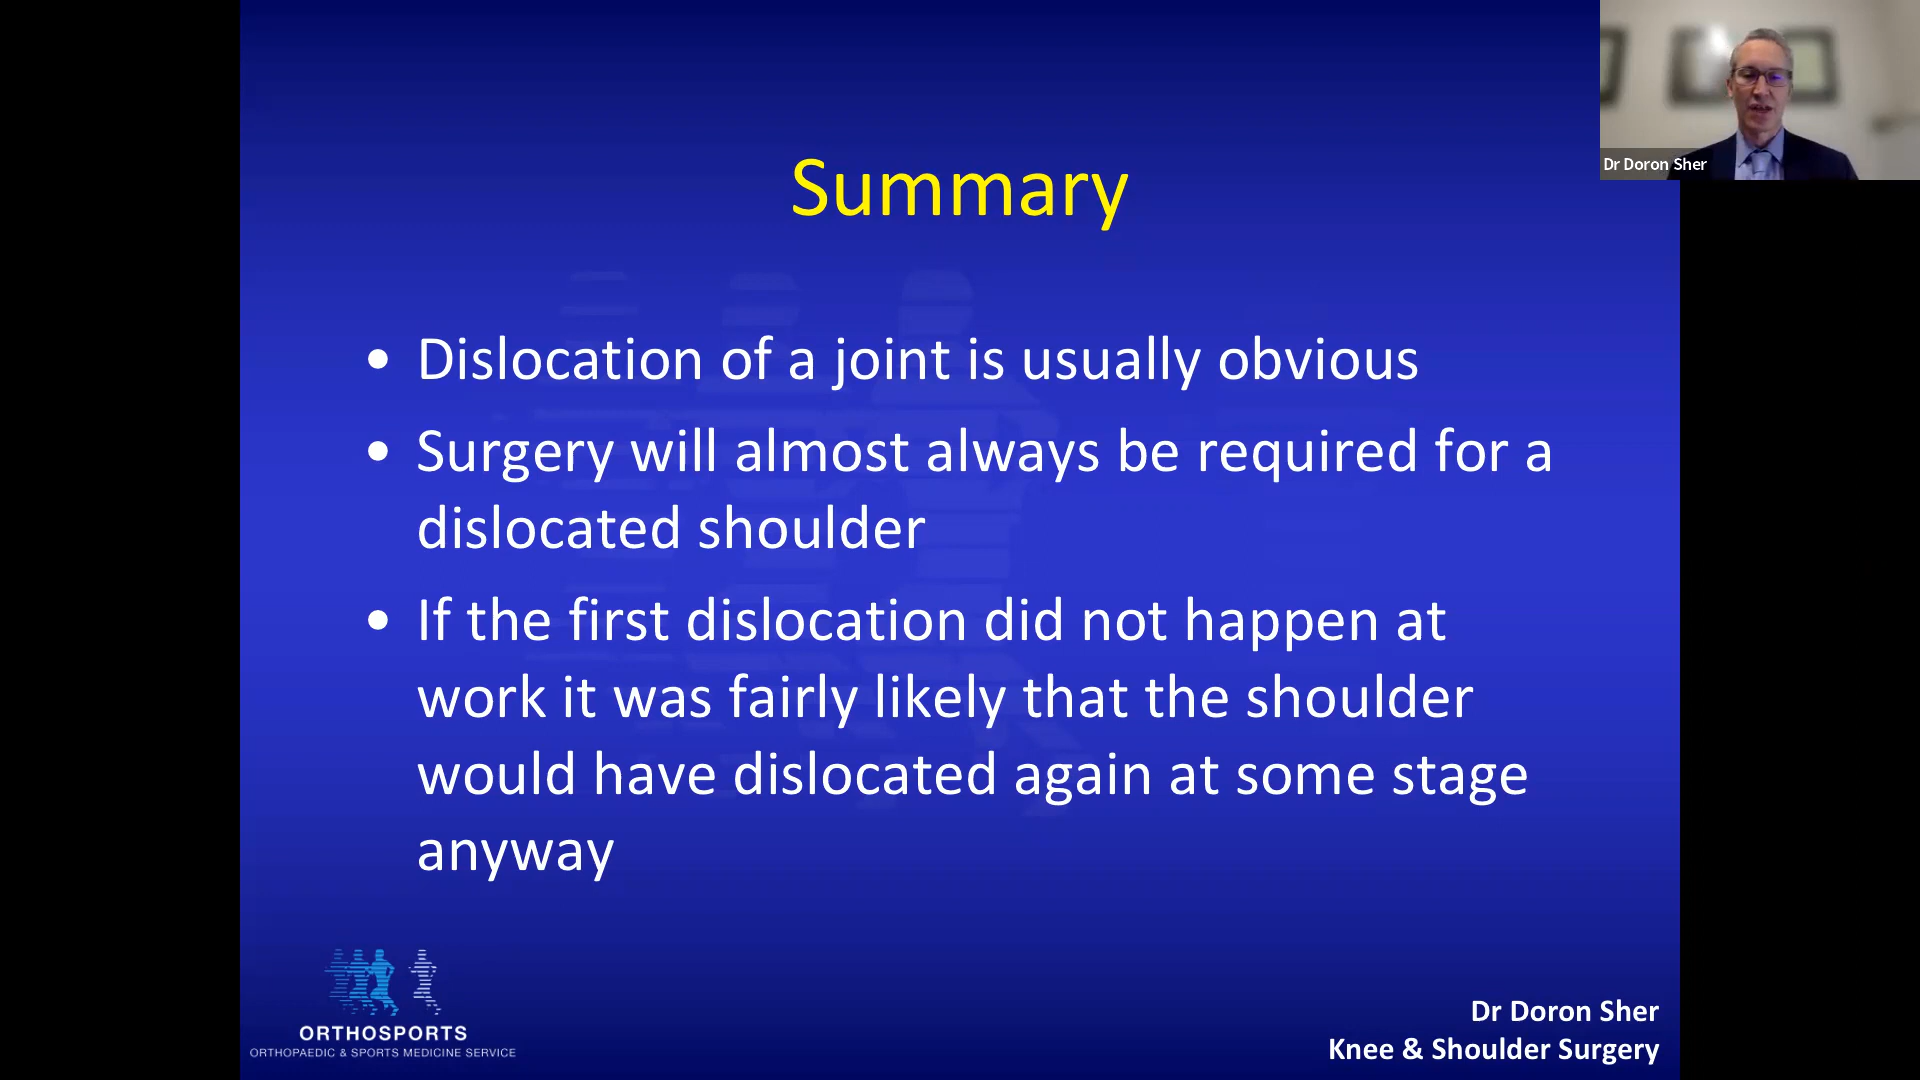 Dr Doron Sher
Summary
• Dislocation of a joint is usually obvious
• Surgery will almost always be required for a
dislocated shoulder
• If the first dislocation did not happen at
work it was fairly likely that the shoulder
would have dislocated again at some stage
anyway
ORTHOSPORTS
ORTHOPAEDIC & SPORTS MEDICINE SERVICE
Dr Doron Sher
Knee & Shoulder Surgery